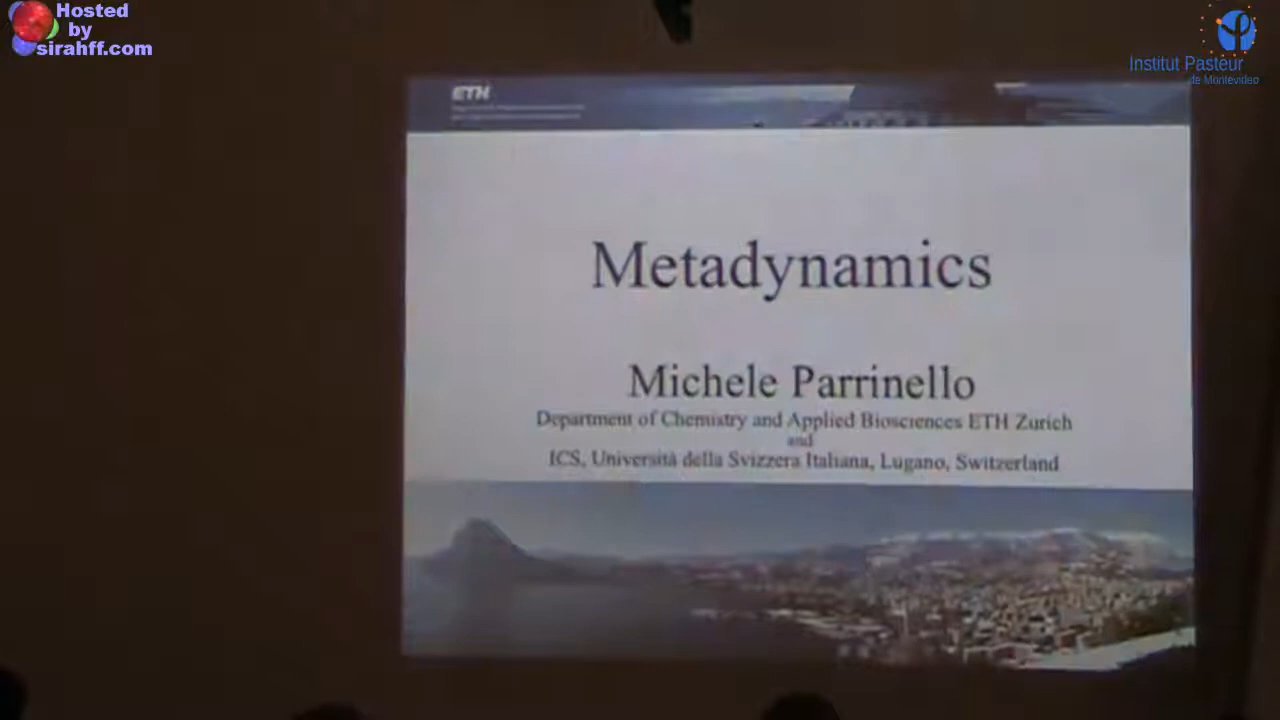 Hosted
by
sirahff.com
Institut Pasteur
de Montevideo
ETH
Metadynamics
Michele Parrinello
Department of Chemistry and Applied Biosciences ETH Zurich
and
ICS, Università della Svizzera Italiana, Lugano, Switzerland